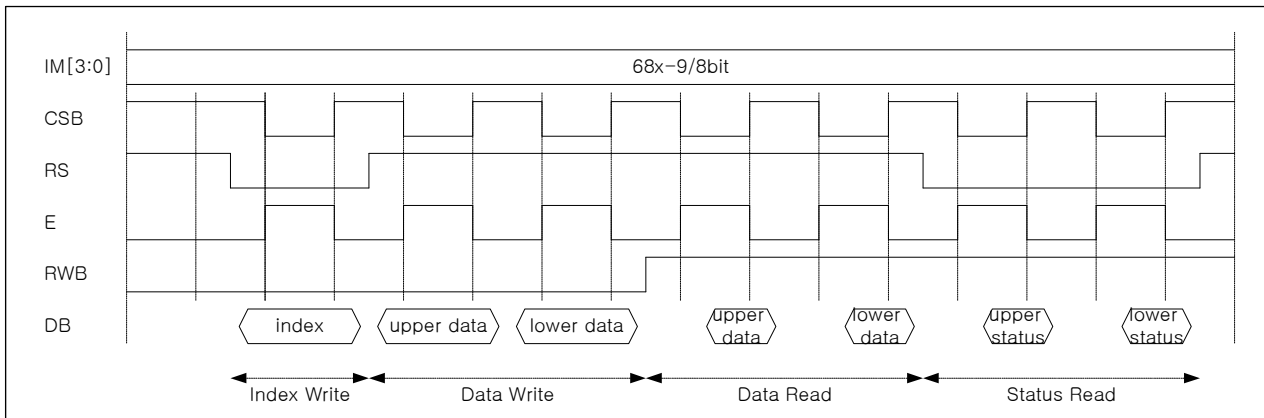 IM[3:0]
68x-9/8bit
CSB
RS
E
RWB
DB
index
upper data
lower data
upper
data
lower
data
upper
status
lower
status
Index Write
Data Write
Data Read
Status Read